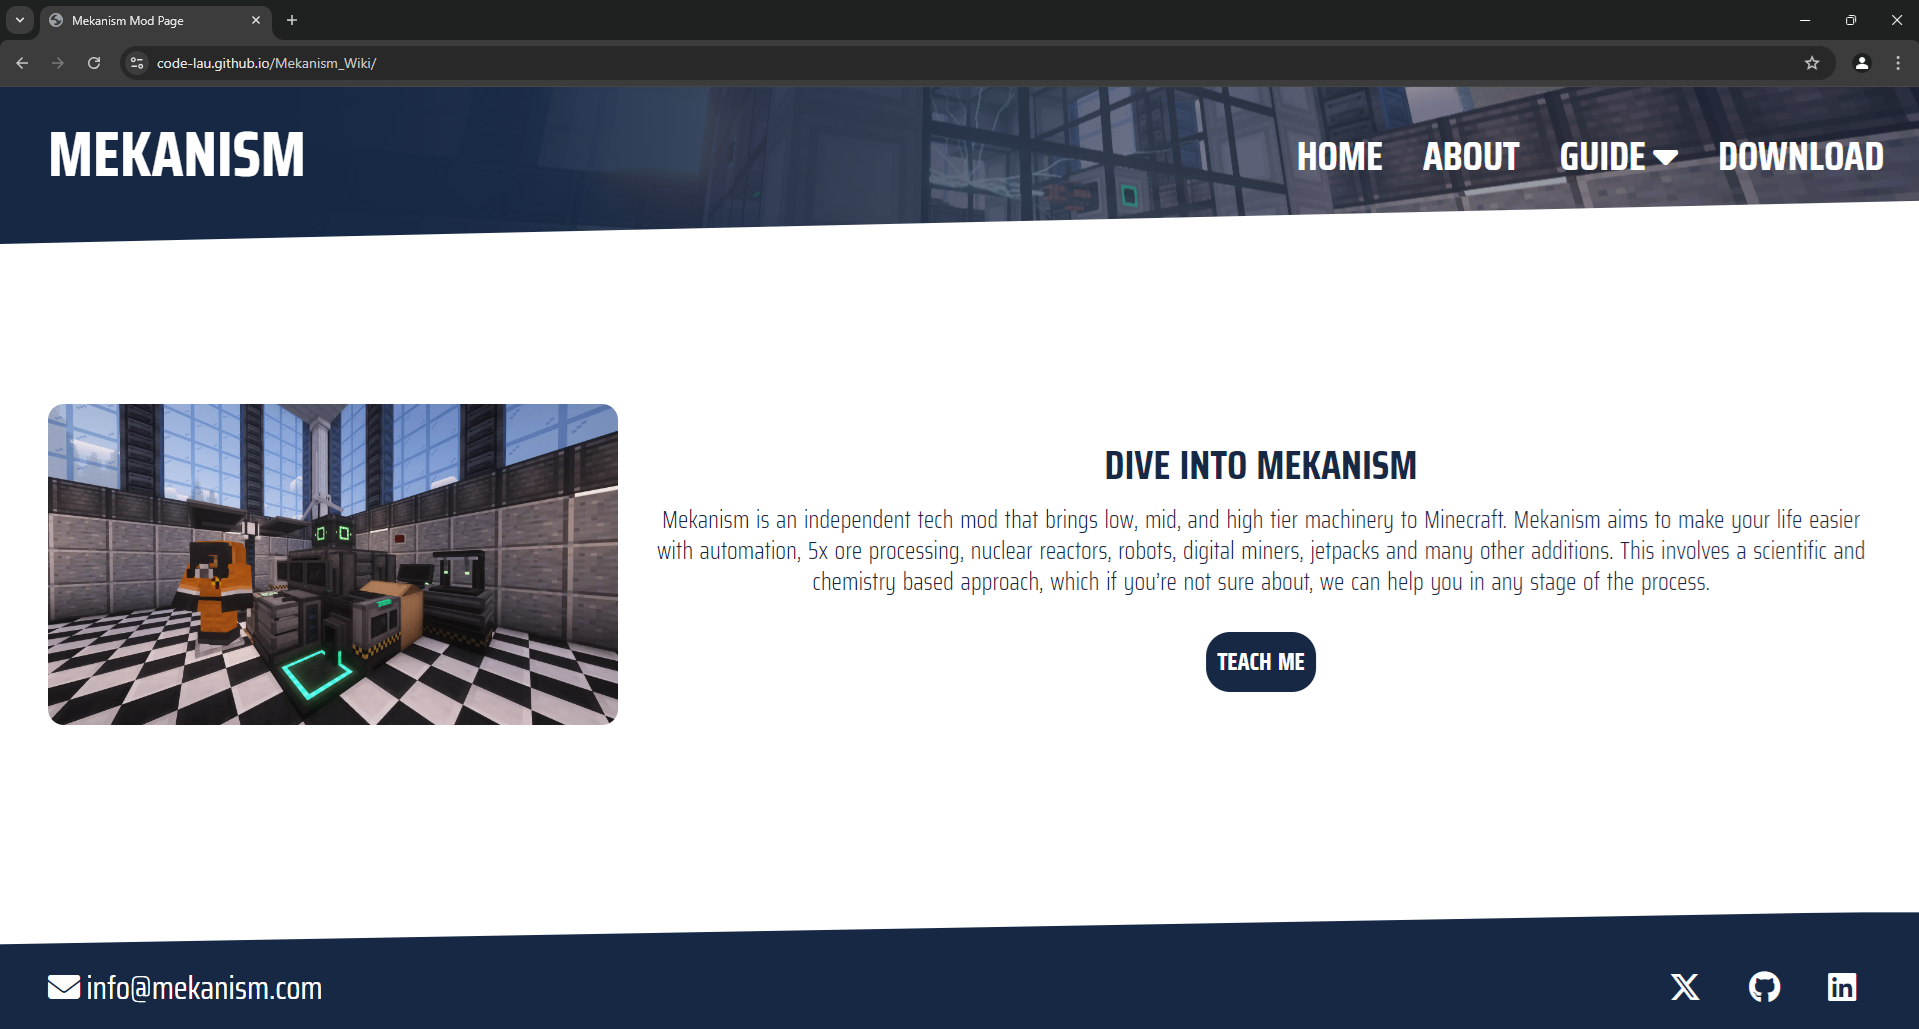 Mekanism Mod Page
code-lau.github.io/Mekanism_Wiki/
MEKANISM
HOME ABOUT GUIDE DOWNLOAD
DIVE INTO MEKANISM
Mekanism is an independent tech mod that brings low, mid, and high tier machinery to Minecraft. Mekanism aims to make your life easier
with automation, 5x ore processing, nuclear reactors, robots, digital miners, jetpacks and many other additions. This involves a scientific and
chemistry based approach, which if you’re not sure about, we can help you in any stage of the process.
TEACH ME
info@mekanism.com